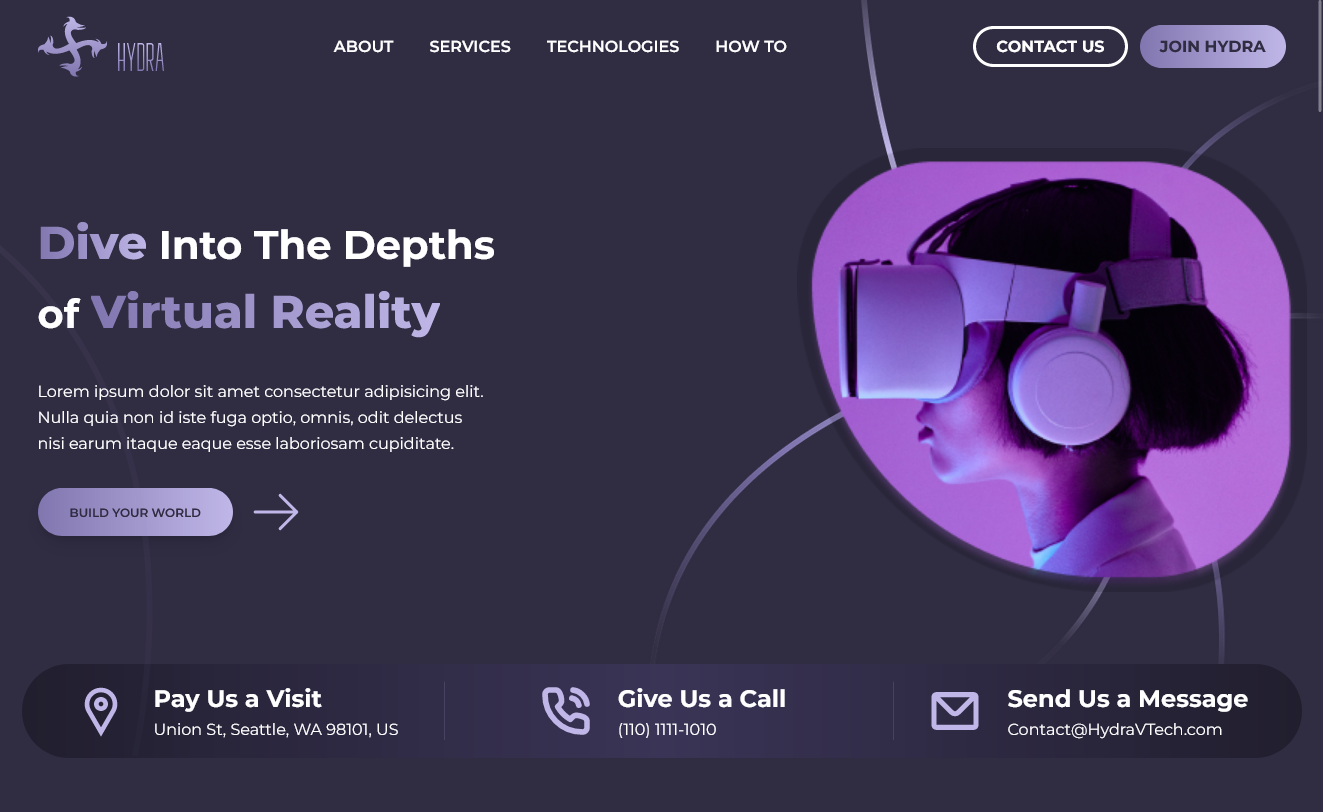 HYDRA
ABOUT
SERVICES
TECHNOLOGIES
HOW TO
CONTACT US
JOIN HYDRA
Dive Into The Depths
of Virtual Reality
Lorem ipsum dolor sit amet consectetur adipisicing elit.
Nulla quia non id iste fuga optio, omnis, odit delectus
nisi earum itaque eaque esse laboriosam cupiditate.
BUILD YOUR WORLD
Pay Us a Visit
Union St, Seattle, WA 98101, US
Give Us a Call
(110) 1111-1010
Send Us a Message
Contact@HydraVTech.com